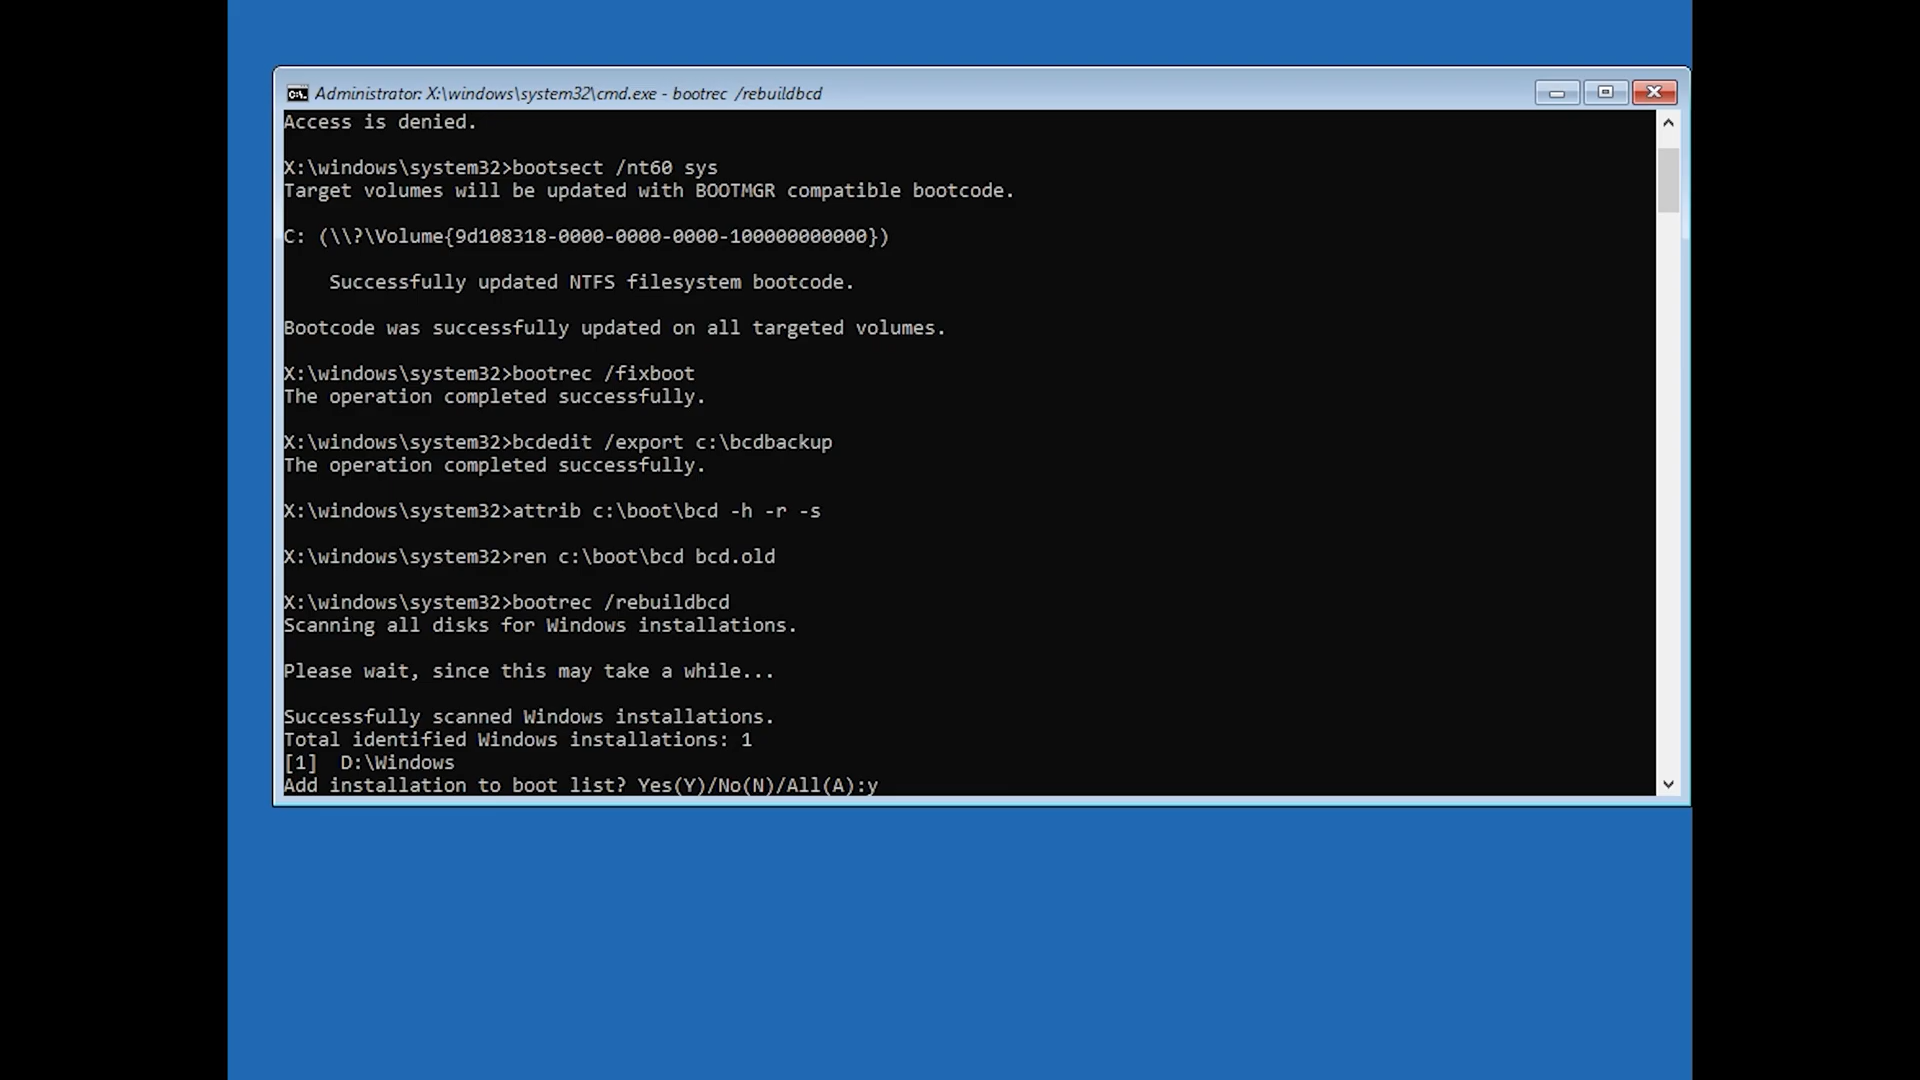 Administrator: X:\windows\system32\cmd.exe - bootrec /rebuildbcd
Access is denied.
X:\windows\system32>bootsect /nt60 sys
Target volumes will be updated with BOOTMGR compatible bootcode.
C: (\\?\Volume{9d108318-0000-0000-0000-100000000000})
Successfully updated NTFS filesystem bootcode.
Bootcode was successfully updated on all targeted volumes.
X:\windows\system32>bootrec /fixboot
The operation completed successfully.
X:\windows\system32>bcdedit /export c:\bcdbackup
The operation completed successfully.
X:\windows\system32>attrib c:\boot\bcd -h -r -s
X:\windows\system32>ren c:\boot\bcd bcd.old
X:\windows\system32>bootrec /rebuildbcd
Scanning all disks for Windows installations.
Please wait, since this may take a while...
Successfully scanned Windows installations.
Total identified Windows installations: 1
[1]  D:\Windows
Add installation to boot list? Yes(Y)/No(N)/All(A):y